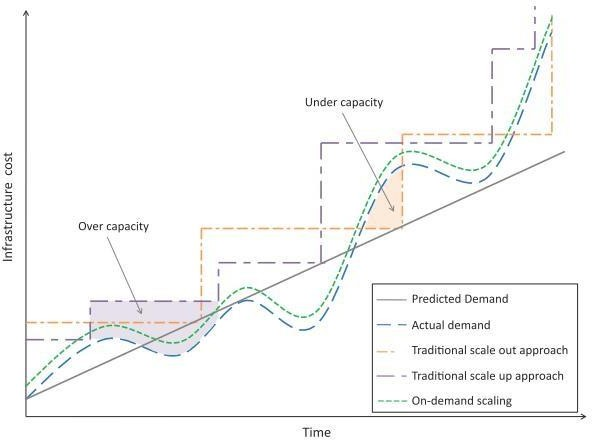 Under capacity
Over capacity
Infrastructure cost
Predicted Demand
Actual demand
Traditional scale out approach
Traditional scale up approach
On-demand scaling
Time